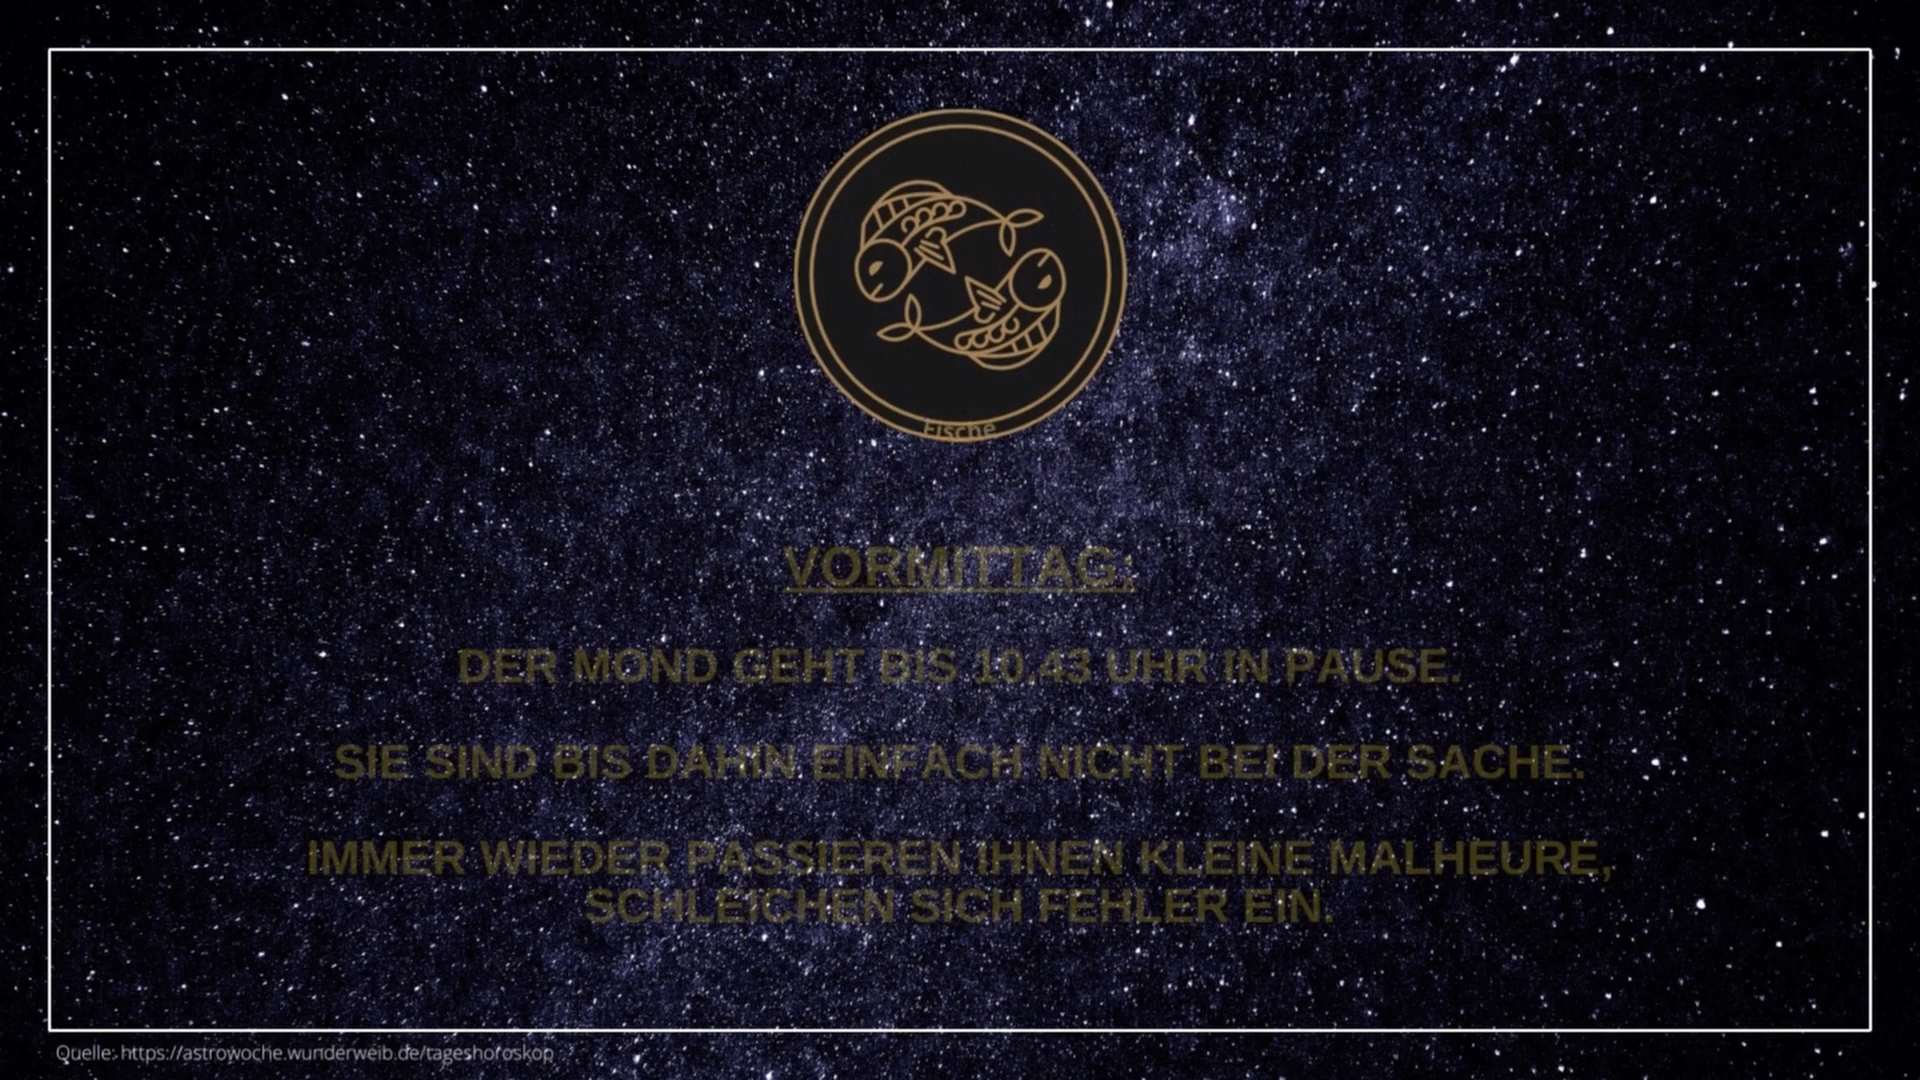 Fische
VORMITTAG:
DER MOND GEHT BIS 10.43 UHR IN PAUSE.
SIE SIND BIS DAHIN EINFACH NICHT BEI DER SACHE.
IMMER WIEDER PASSIEREN IHNEN KLEINE MALHEURE,
SCHLEICHEN SICH FEHLER EIN.
Quelle: https://astrowoche.wunderweib.de/tageshoroskop